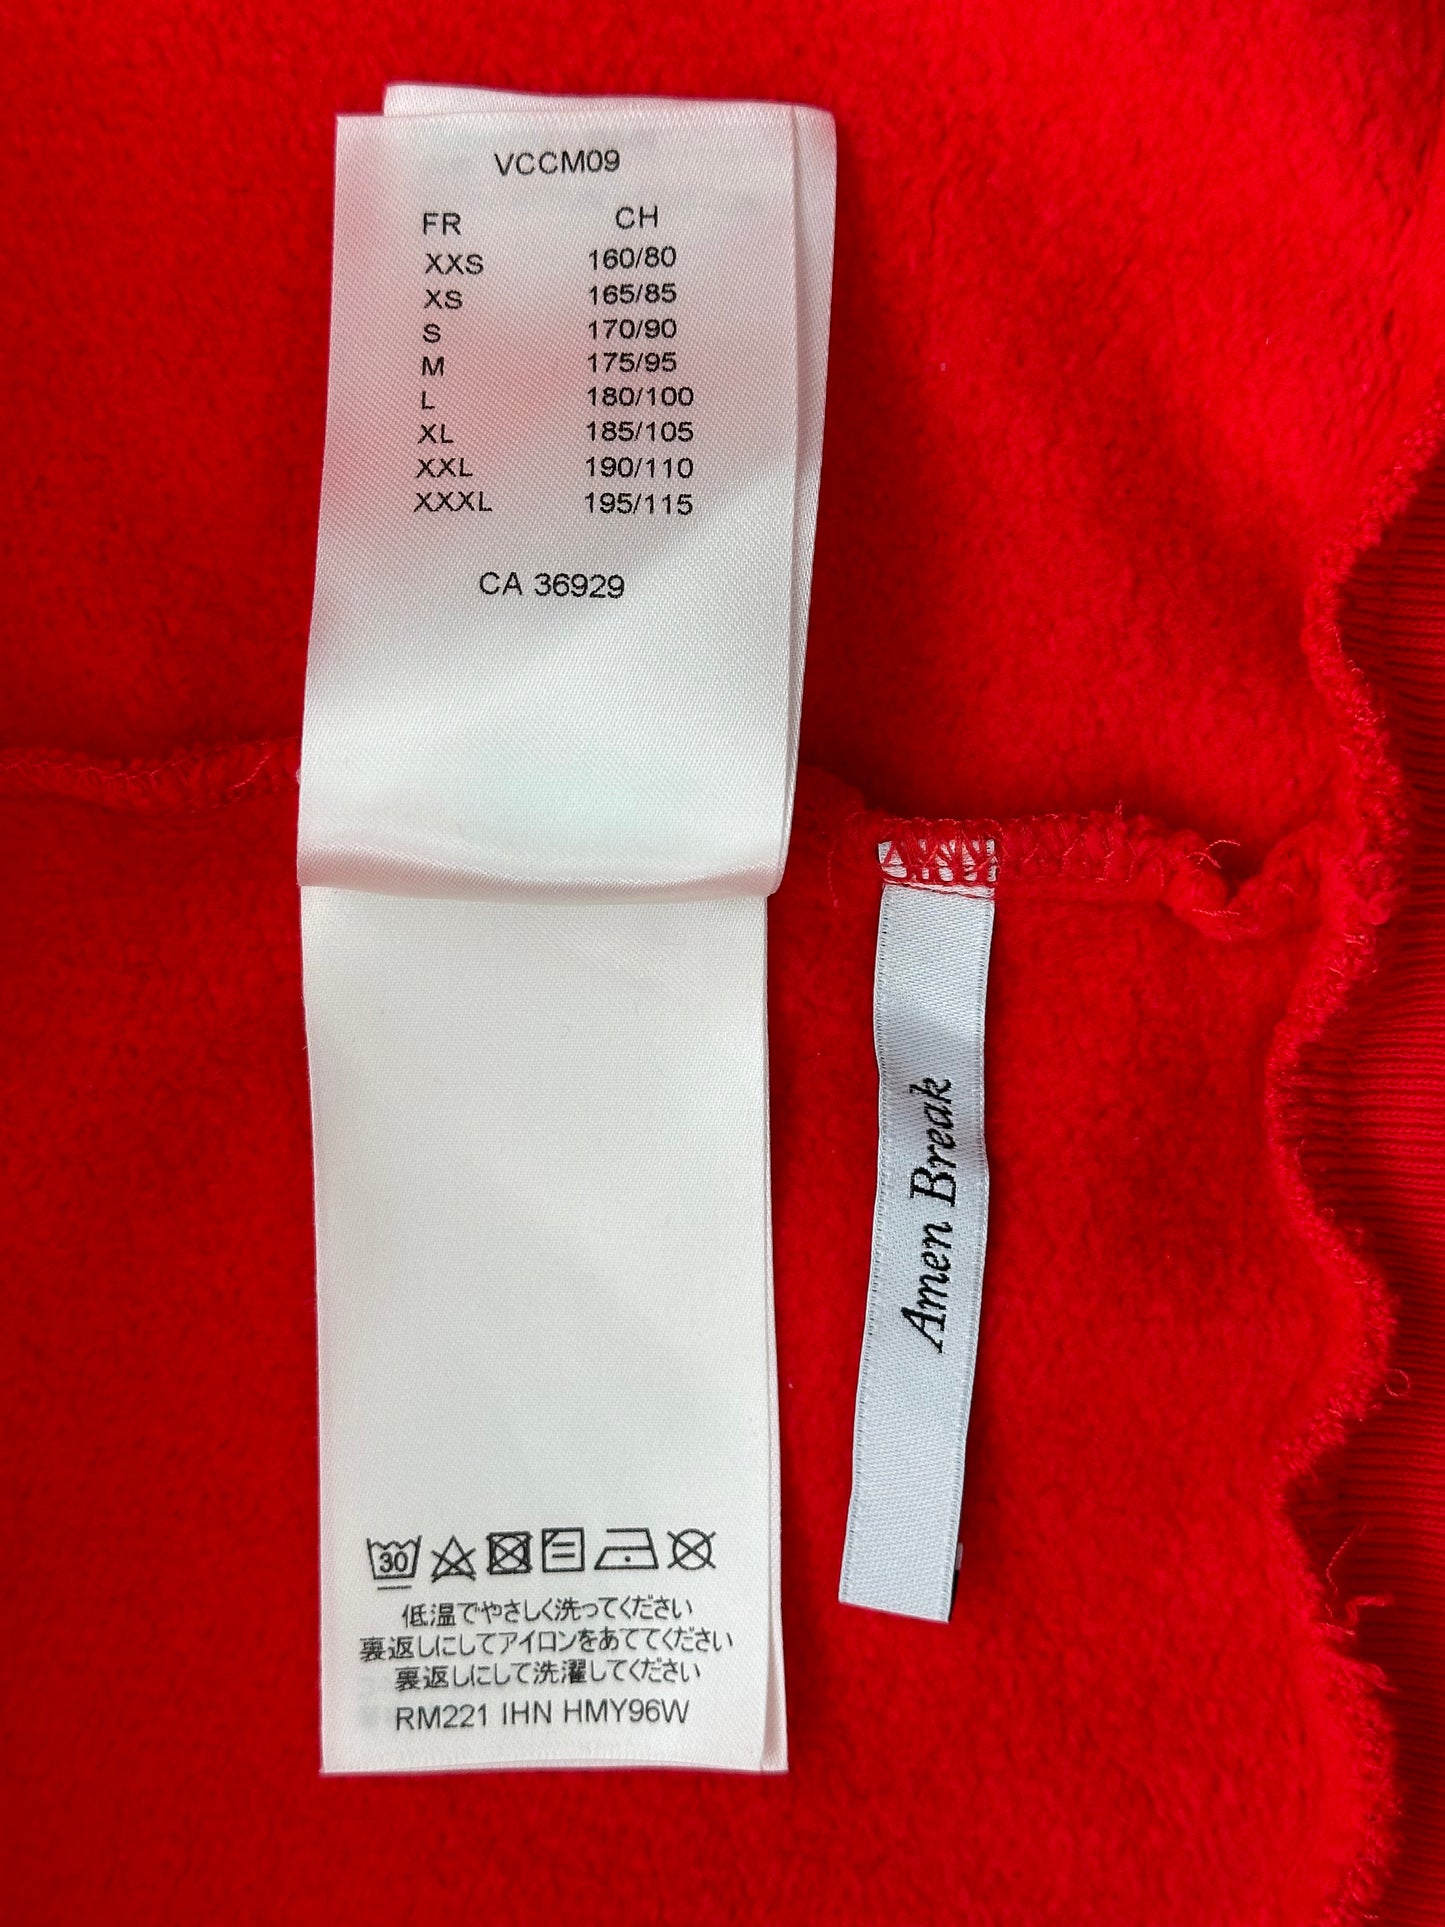 VCCM09
FR CH
XXS 160/80
XS 165/85
S 170/90
M 175/95
L 180/100
XL 185/105
XXL 190/110
XXXL 195/115
CA 36929
30
低温でやさしく洗ってください
裏返しにしてアイロンをあててください
裏返しにして洗濯してください
RM221 IHN HMY96W
Amen Break